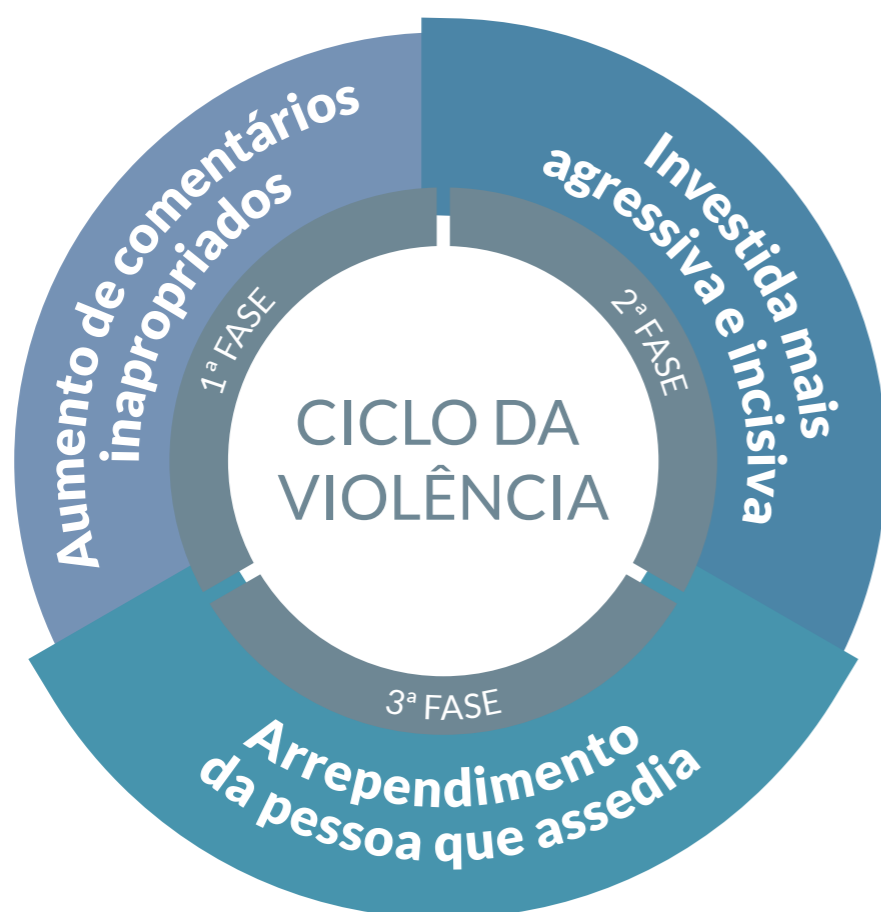 CICLO DA
VIOLÊNCIA
1ª FASE
Aumento de comentários
inapropriados
2ª FASE
Investida mais
agressiva e incisiva
3ª FASE
Arrependimento
da pessoa que assedia